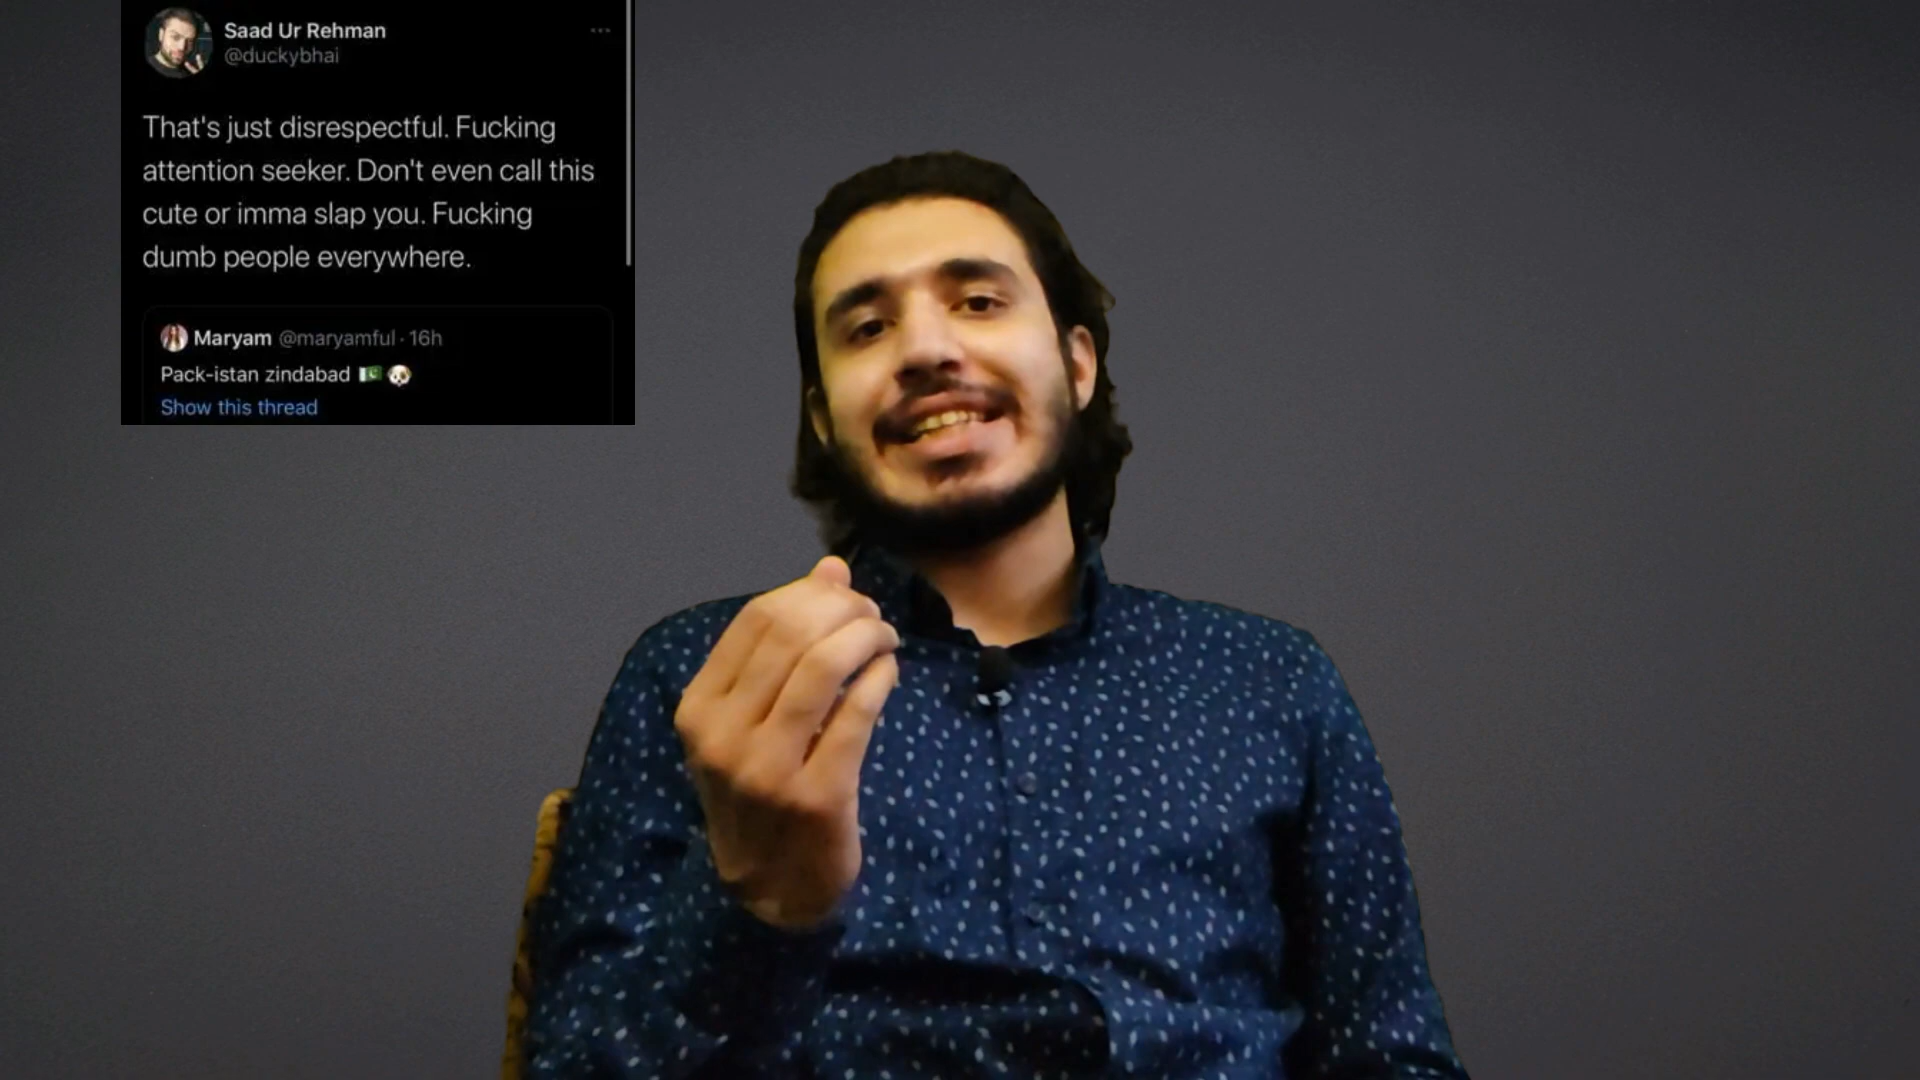 Saad Ur Rehman
@duckybhai
That's just disrespectful. Fucking
attention seeker. Don't even call this
cute or imma slap you. Fucking
dumb people everywhere.
Maryam @maryamful · 16h
Pack-istan zindabad 🇵🇰🐶
Show this thread